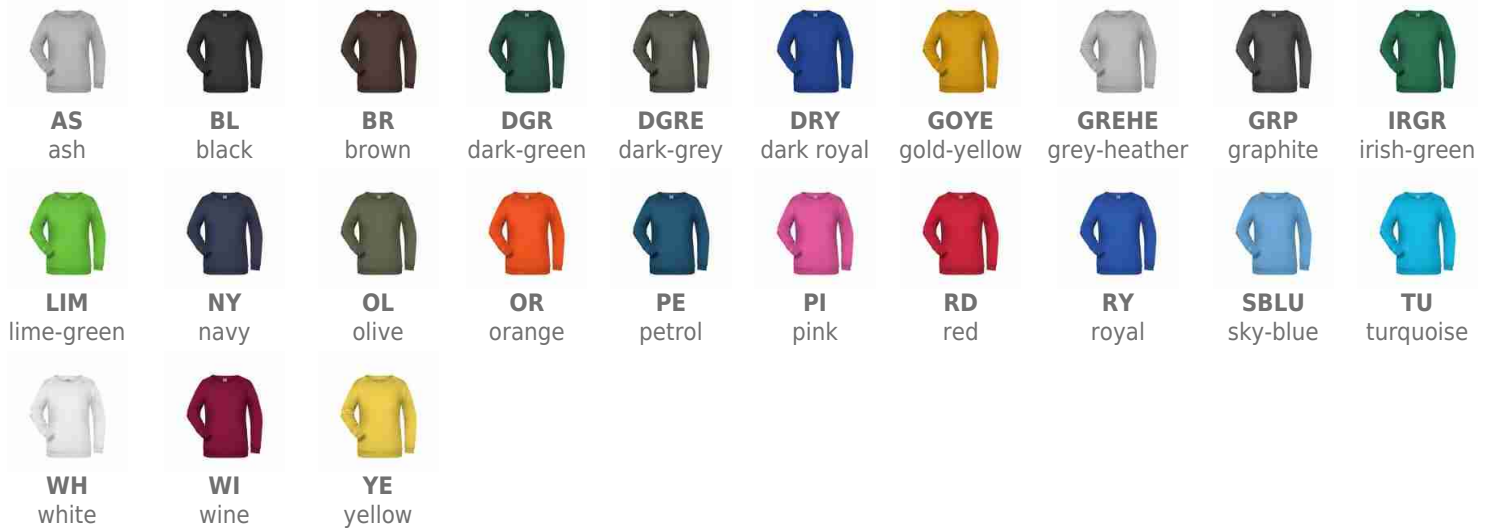 AS BL BR DGR DGRE DRY GOYE GREHE GRP IRGR
ash black brown dark-green dark-grey dark royal gold-yellow grey-heather graphite irish-green
LIM NY OL OR PE PI RD RY SBLU TU
lime-green navy olive orange petrol pink red royal sky-blue turquoise
WH WI YE
white wine yellow